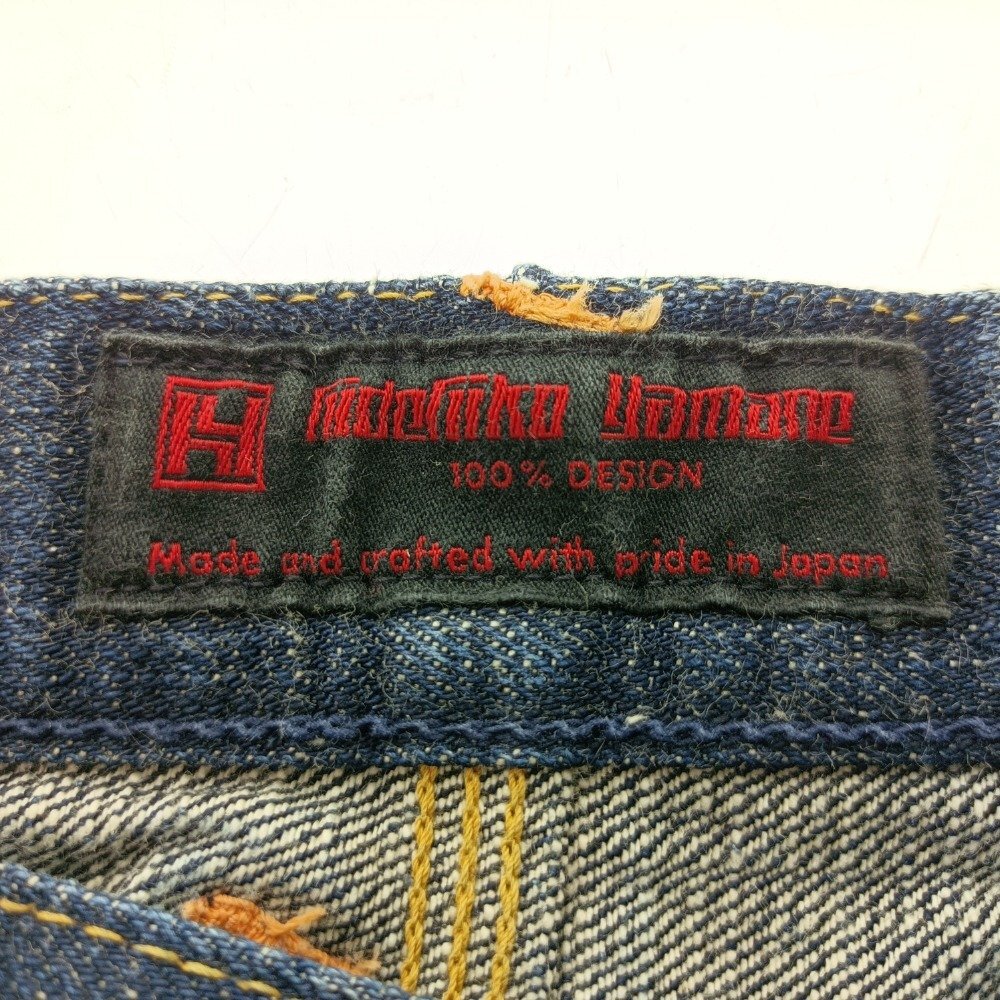 H Hidehiko Yamane
100% DESIGN
Made and crafted with pride in Japan